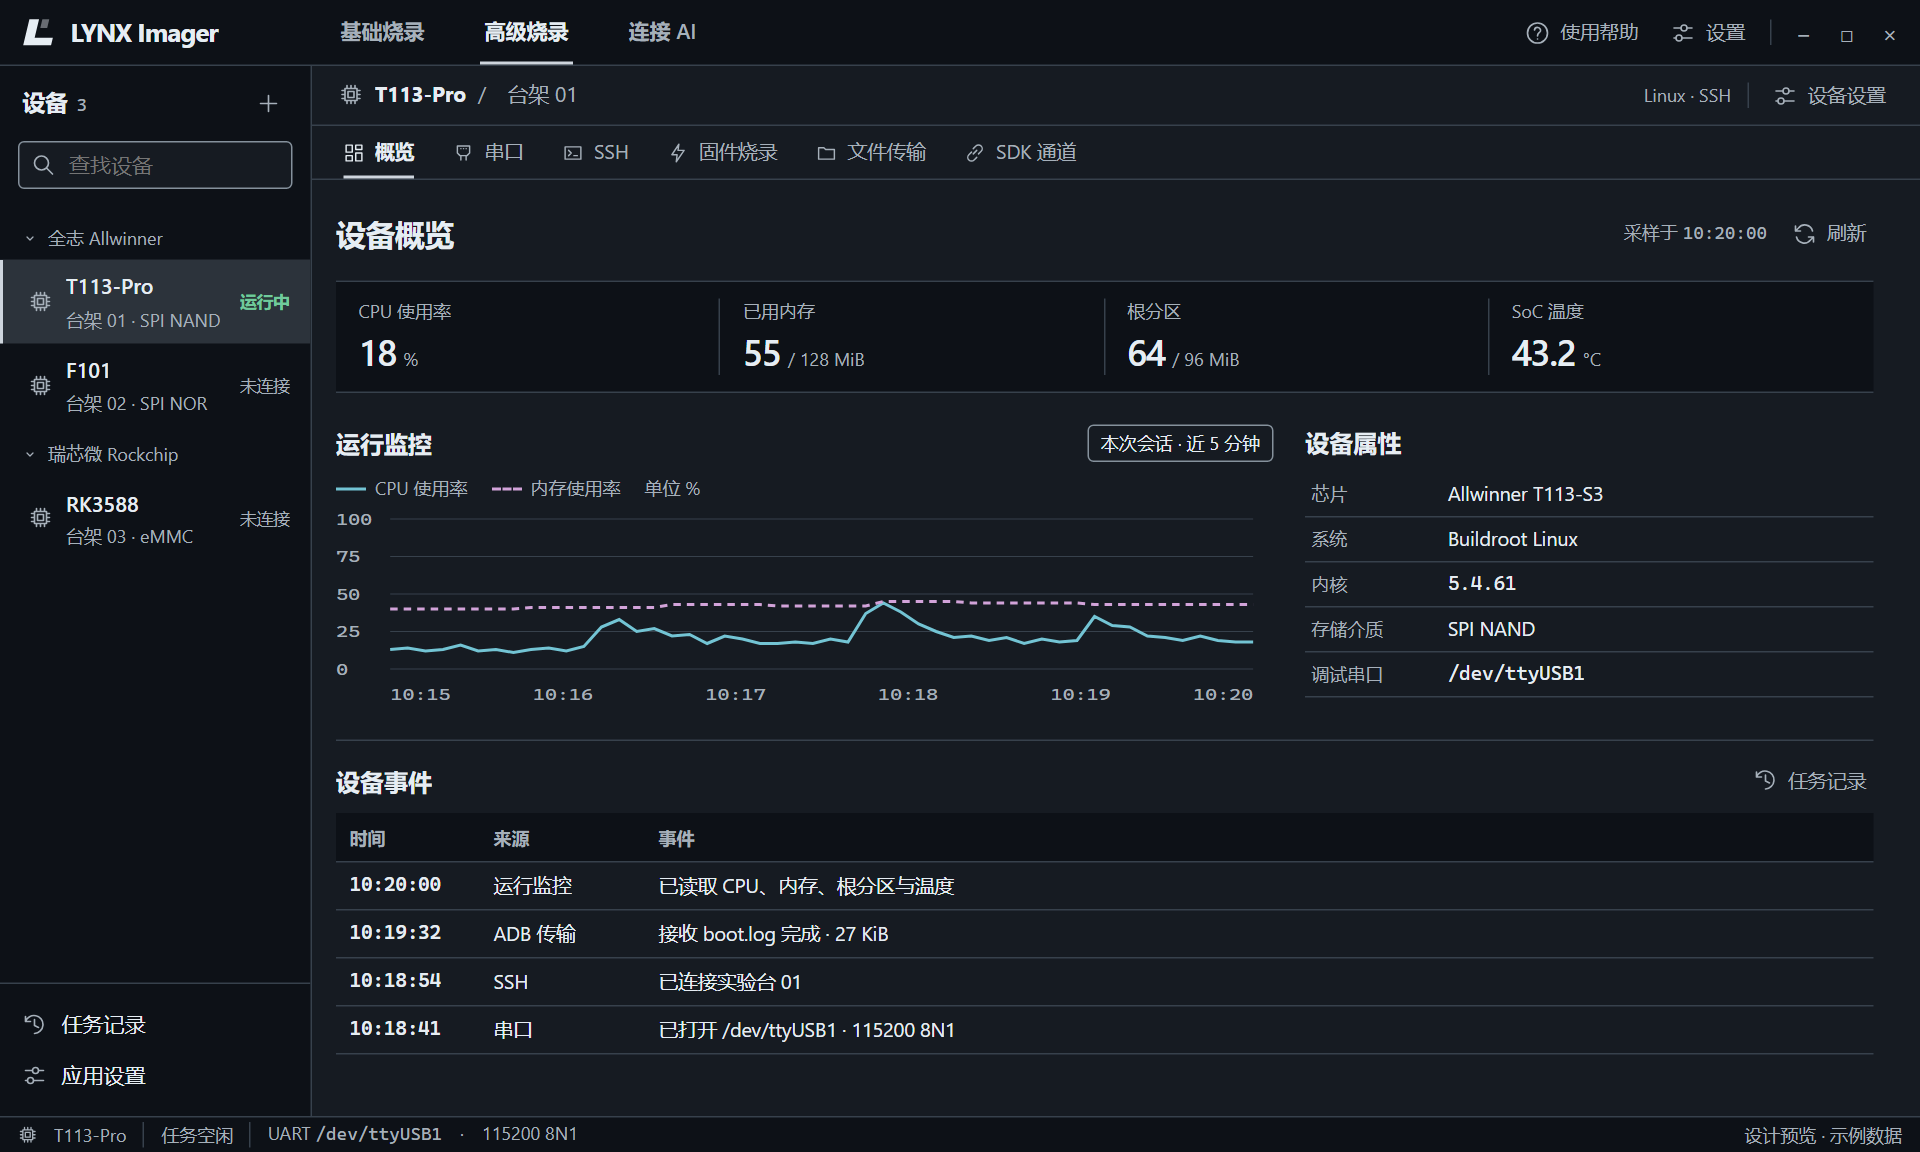 LYNX Imager
基础烧录
高级烧录
连接 AI
使用帮助
设置
设备 3
查找设备
全志 Allwinner
T113-Pro
台架 01 · SPI NAND
运行中
F101
台架 02 · SPI NOR
未连接
瑞芯微 Rockchip
RK3588
台架 03 · eMMC
未连接
任务记录
应用设置
T113-Pro / 台架 01
Linux · SSH
设备设置
概览
串口
SSH
固件烧录
文件传输
SDK 通道
设备概览
采样于 10:20:00
刷新
CPU 使用率
18 %
已用内存
55 / 128 MiB
根分区
64 / 96 MiB
SoC 温度
43.2 °C
运行监控
本次会话 · 近 5 分钟
CPU 使用率
内存使用率
单位 %
100
75
50
25
0
10:15
10:16
10:17
10:18
10:19
10:20
设备属性
芯片 Allwinner T113-S3
系统 Buildroot Linux
内核 5.4.61
存储介质 SPI NAND
调试串口 /dev/ttyUSB1
设备事件
任务记录
时间 来源 事件
10:20:00 运行监控 已读取 CPU、内存、根分区与温度
10:19:32 ADB 传输 接收 boot.log 完成 · 27 KiB
10:18:54 SSH 已连接实验台 01
10:18:41 串口 已打开 /dev/ttyUSB1 · 115200 8N1
T113-Pro
任务空闲
UART /dev/ttyUSB1 · 115200 8N1
设计预览 · 示例数据